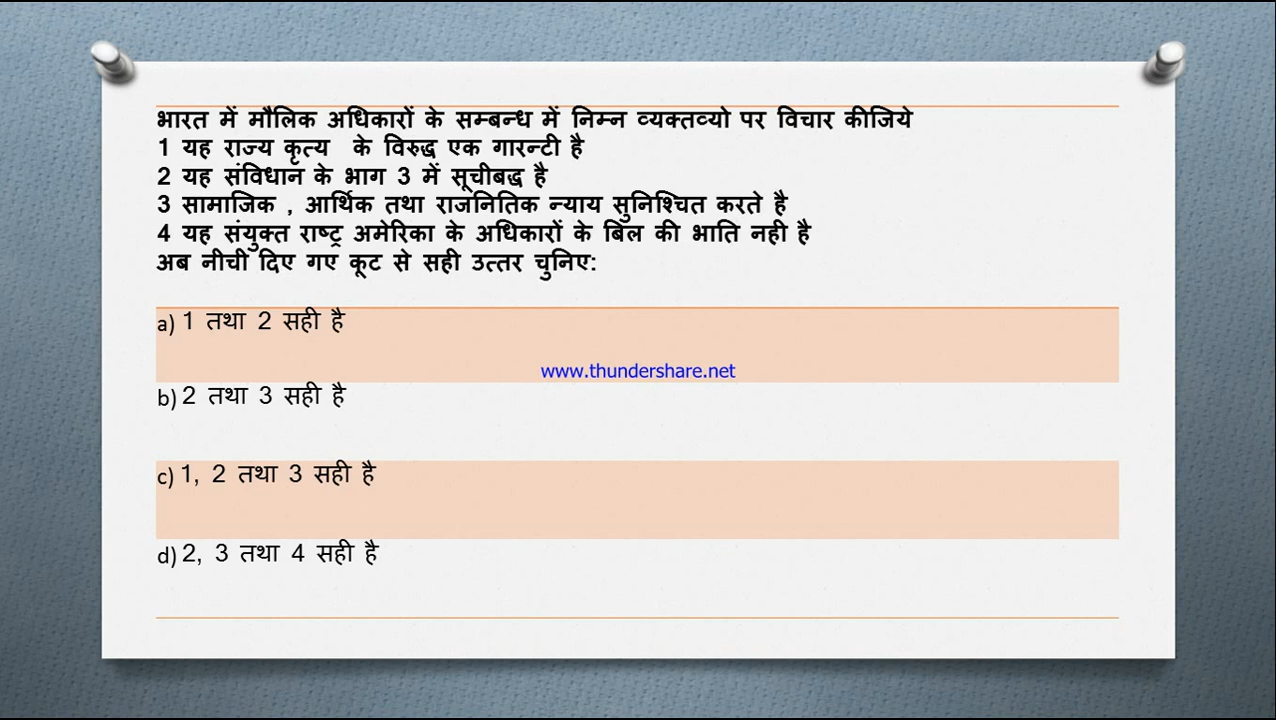 भारत में मौलिक अधिकारों के सम्बन्ध में निम्न व्यक्तव्यो पर विचार कीजिये
1 यह राज्य कृत्य के विरुद्ध एक गारन्टी है
2 यह संविधान के भाग 3 में सूचीबद्ध है
3 सामाजिक , आर्थिक तथा राजनितिक न्याय सुनिश्चित करते है
4 यह संयुक्त राष्ट्र अमेरिका के अधिकारों के बिल की भाति नही है
अब नीची दिए गए कूट से सही उत्तर चुनिए:
a) 1 तथा 2 सही है
www.thundershare.net
b) 2 तथा 3 सही है
c) 1, 2 तथा 3 सही है
d) 2, 3 तथा 4 सही है